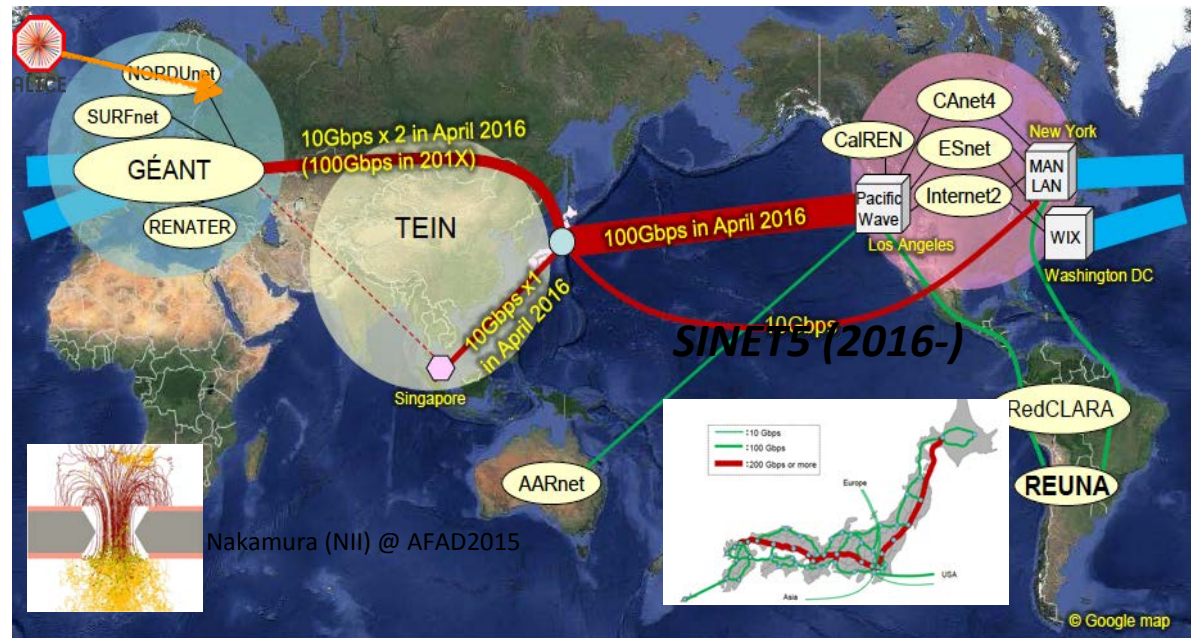 ALICE
NORDUnet
SURFnet
GÉANT
RENATER
10Gbps x 2 in April 2016
(100Gbps in 201X)
TEIN
10Gbps x1
in April 2016
Singapore
100Gbps in April 2016
10Gbps
SINET5 (2016-)
CAnet4
CalREN
ESnet
Internet2
New York
MAN
LAN
Pacific
Wave
Los Angeles
WIX
Washington DC
AARnet
RedCLARA
REUNA
:10 Gbps
:100 Gbps
:200 Gbps or more
Europe
USA
Asia
Nakamura (NII) @ AFAD2015
© Google map